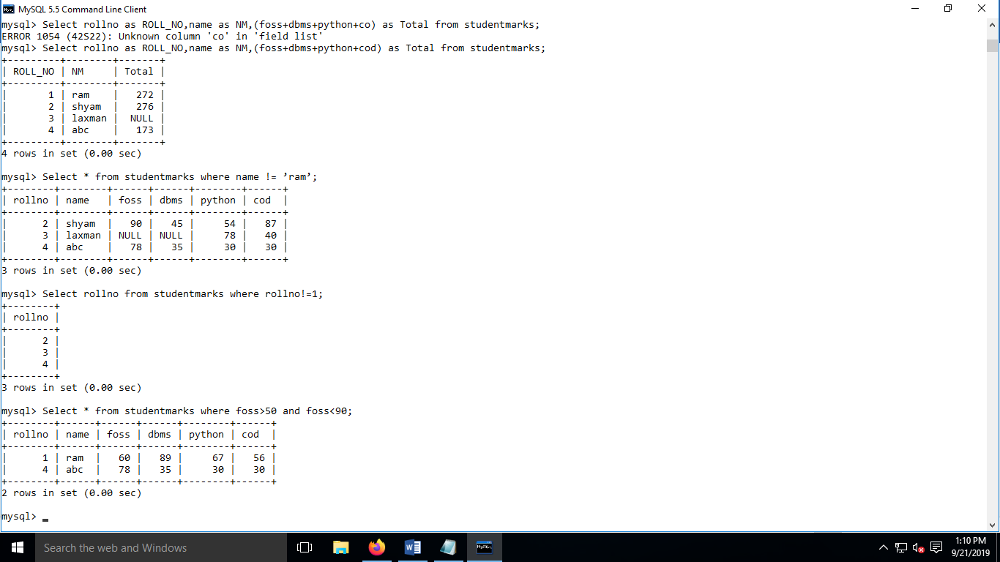 MySQL 5.5 Command Line Client
mysql> Select rollno as ROLL_NO,name as NM,(foss+dbms+python+co) as Total from studentmarks;
ERROR 1054 (42S22): Unknown column 'co' in 'field list'
mysql> Select rollno as ROLL_NO,name as NM,(foss+dbms+python+cod) as Total from studentmarks;
+---------+--------+-------+
| ROLL_NO | NM     | Total |
+---------+--------+-------+
|       1 | ram    |   272 |
|       2 | shyam  |   276 |
|       3 | laxman |  NULL |
|       4 | abc    |   173 |
+---------+--------+-------+
4 rows in set (0.00 sec)
mysql> Select * from studentmarks where name != ’ram’;
+--------+--------+------+------+--------+------+
| rollno | name   | foss | dbms | python | cod  |
+--------+--------+------+------+--------+------+
|      2 | shyam  |   90 |   45 |     54 |   87 |
|      3 | laxman | NULL | NULL |     78 |   40 |
|      4 | abc    |   78 |   35 |     30 |   30 |
+--------+--------+------+------+--------+------+
3 rows in set (0.00 sec)
mysql> Select rollno from studentmarks where rollno!=1;
+--------+
| rollno |
+--------+
|      2 |
|      3 |
|      4 |
+--------+
3 rows in set (0.00 sec)
mysql> Select * from studentmarks where foss>50 and foss<90;
+--------+------+------+------+--------+------+
| rollno | name | foss | dbms | python | cod  |
+--------+------+------+------+--------+------+
|      1 | ram  |   60 |   89 |     67 |   56 |
|      4 | abc  |   78 |   35 |     30 |   30 |
+--------+------+------+------+--------+------+
2 rows in set (0.00 sec)
mysql> _
Search the web and Windows
1:10 PM
9/21/2019